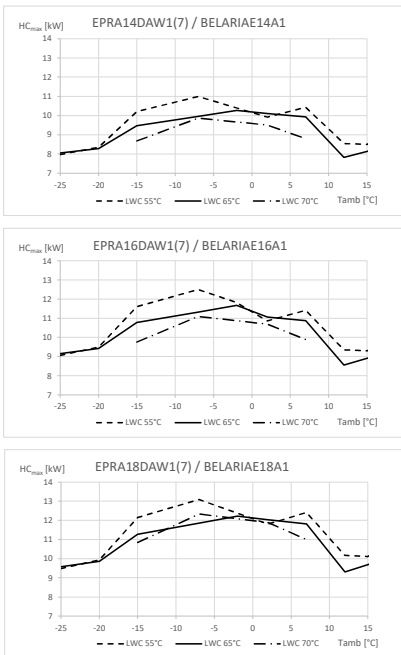 EPRA14DAW1(7) / BELARIAE14A1
HCmax [kW]
14
13
12
11
10
9
8
7
-25 -20 -15 -10 -5 0 5 10 15
LWC 55°C LWC 65°C LWC 70°C Tamb [°C]
EPRA16DAW1(7) / BELARIAE16A1
HCmax [kW]
14
13
12
11
10
9
8
7
-25 -20 -15 -10 -5 0 5 10 15
LWC 55°C LWC 65°C LWC 70°C Tamb [°C]
EPRA18DAW1(7) / BELARIAE18A1
HCmax [kW]
14
13
12
11
10
9
8
7
-25 -20 -15 -10 -5 0 5 10 15
LWC 55°C LWC 65°C LWC 70°C Tamb [°C]